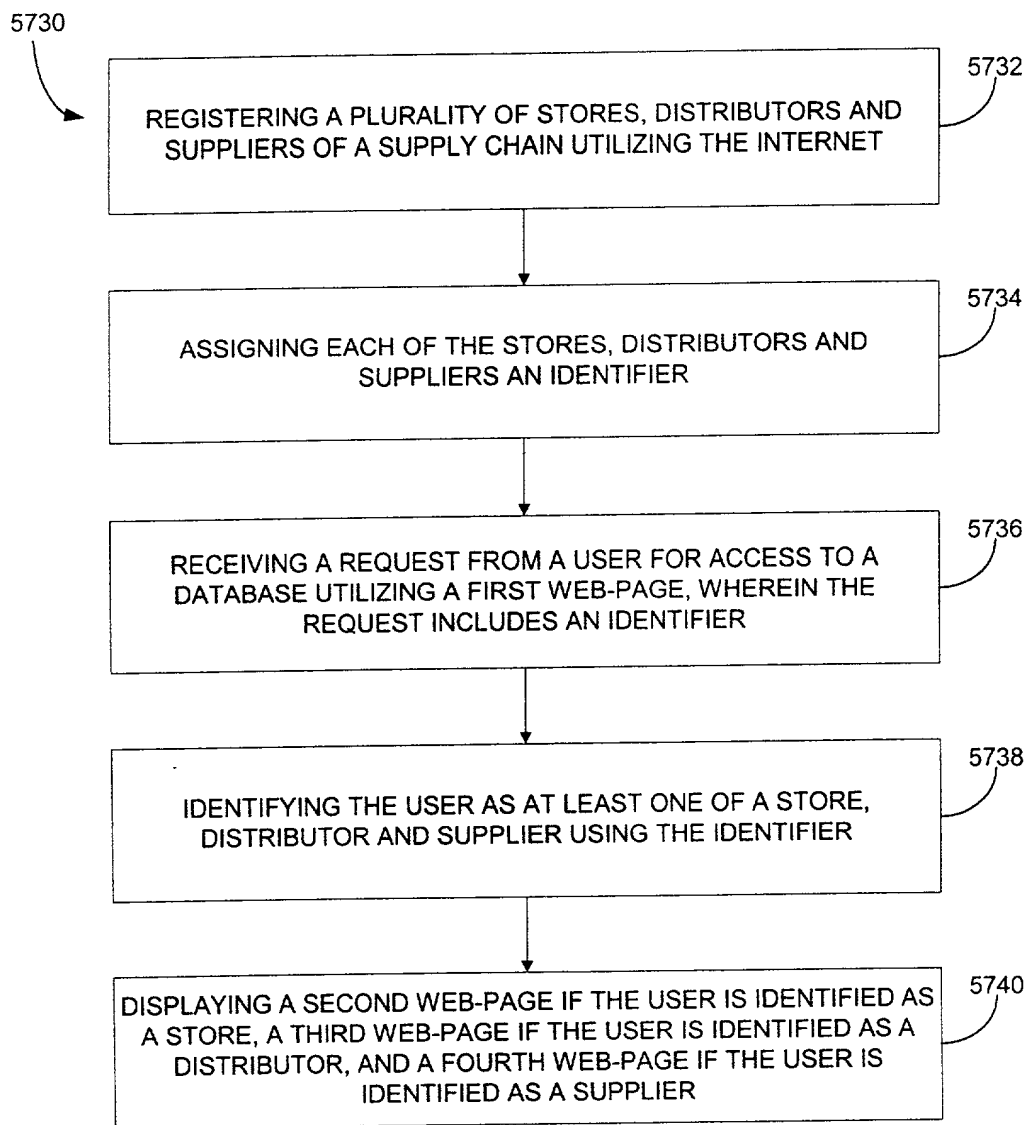 5730
5732
REGISTERING A PLURALITY OF STORES, DISTRIBUTORS AND
SUPPLIERS OF A SUPPLY CHAIN UTILIZING THE INTERNET
5734
ASSIGNING EACH OF THE STORES, DISTRIBUTORS AND
SUPPLIERS AN IDENTIFIER
5736
RECEIVING A REQUEST FROM A USER FOR ACCESS TO A
DATABASE UTILIZING A FIRST WEB-PAGE, WHEREIN THE
REQUEST INCLUDES AN IDENTIFIER
5738
IDENTIFYING THE USER AS AT LEAST ONE OF A STORE,
DISTRIBUTOR AND SUPPLIER USING THE IDENTIFIER
5740
DISPLAYING A SECOND WEB-PAGE IF THE USER IS IDENTIFIED AS
A STORE, A THIRD WEB-PAGE IF THE USER IS IDENTIFIED AS A
DISTRIBUTOR, AND A FOURTH WEB-PAGE IF THE USER IS
IDENTIFIED AS A SUPPLIER